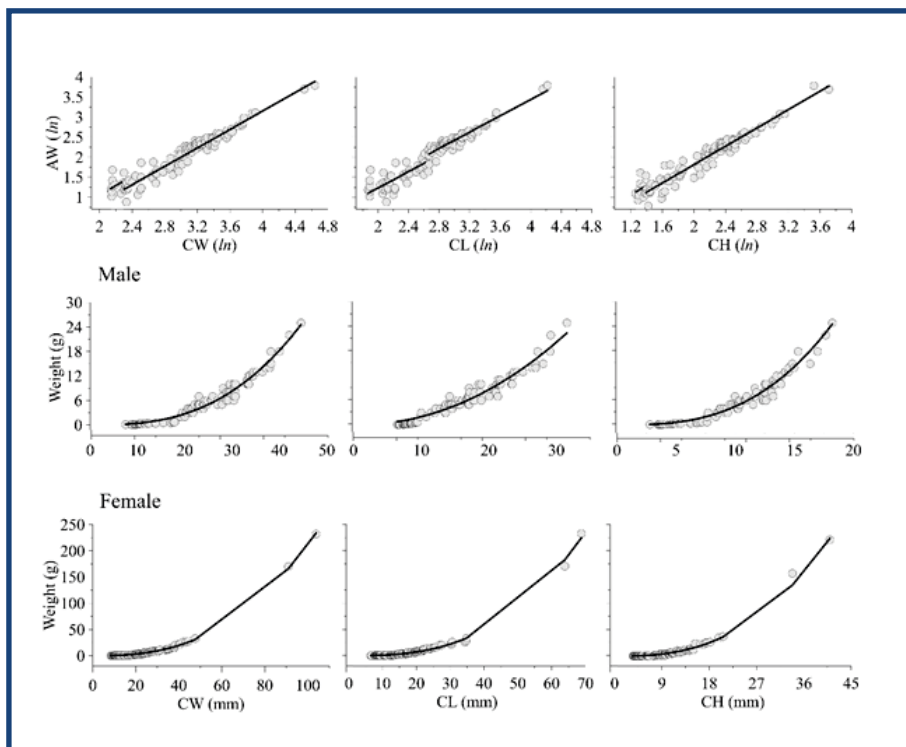 AW (ln)
4
3.5
3
2.5
2
1.5
1
2 2.4 2.8 3.2 3.6 4 4.4 4.8
CW (ln)
2 2.4 2.8 3.2 3.6 4 4.4 4.8
CL (ln)
1.2 1.6 2 2.4 2.8 3.2 3.6 4
CH (ln)
Male
Weight (g)
30
24
18
12
6
0
0 10 20 30 40 50
0 10 20 30
0 5 10 15 20
Female
Weight (g)
250
200
150
100
50
0
0 20 40 60 80 100
CW (mm)
0 10 20 30 40 50 60 70
CL (mm)
0 9 18 27 36 45
CH (mm)